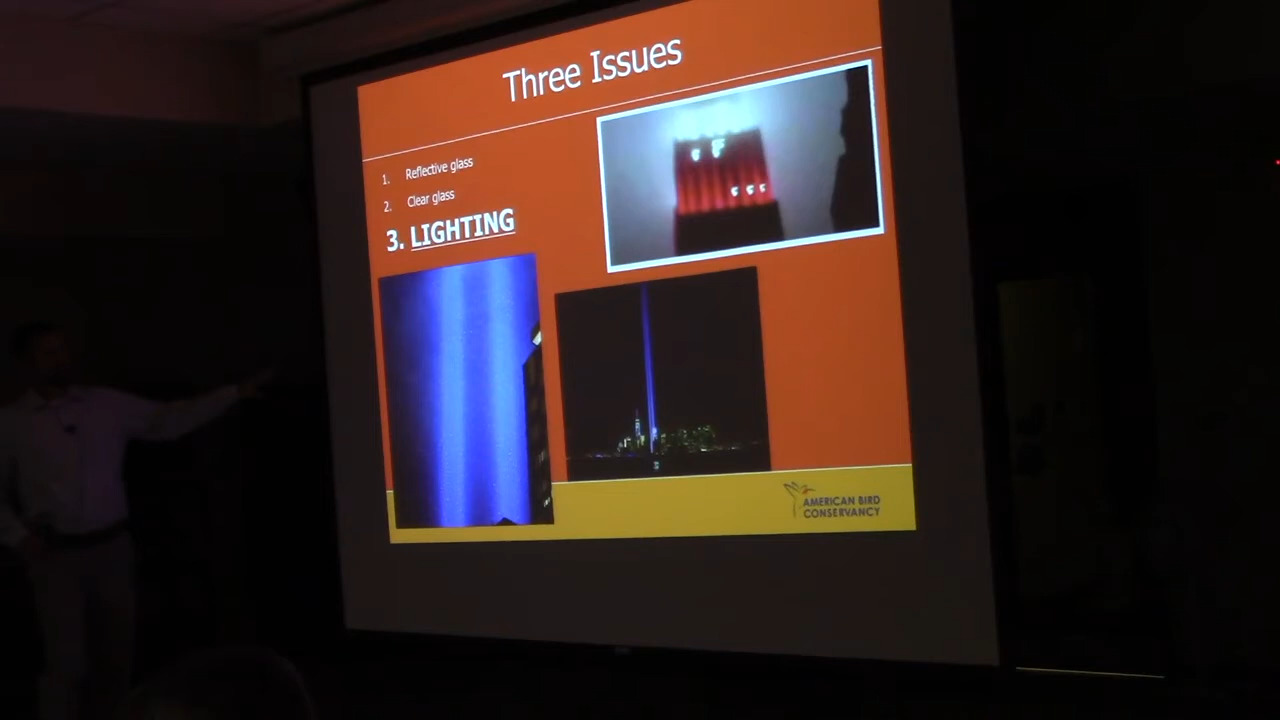 Three Issues
1. Reflective glass
2. Clear glass
3. LIGHTING
AMERICAN BIRD
CONSERVANCY